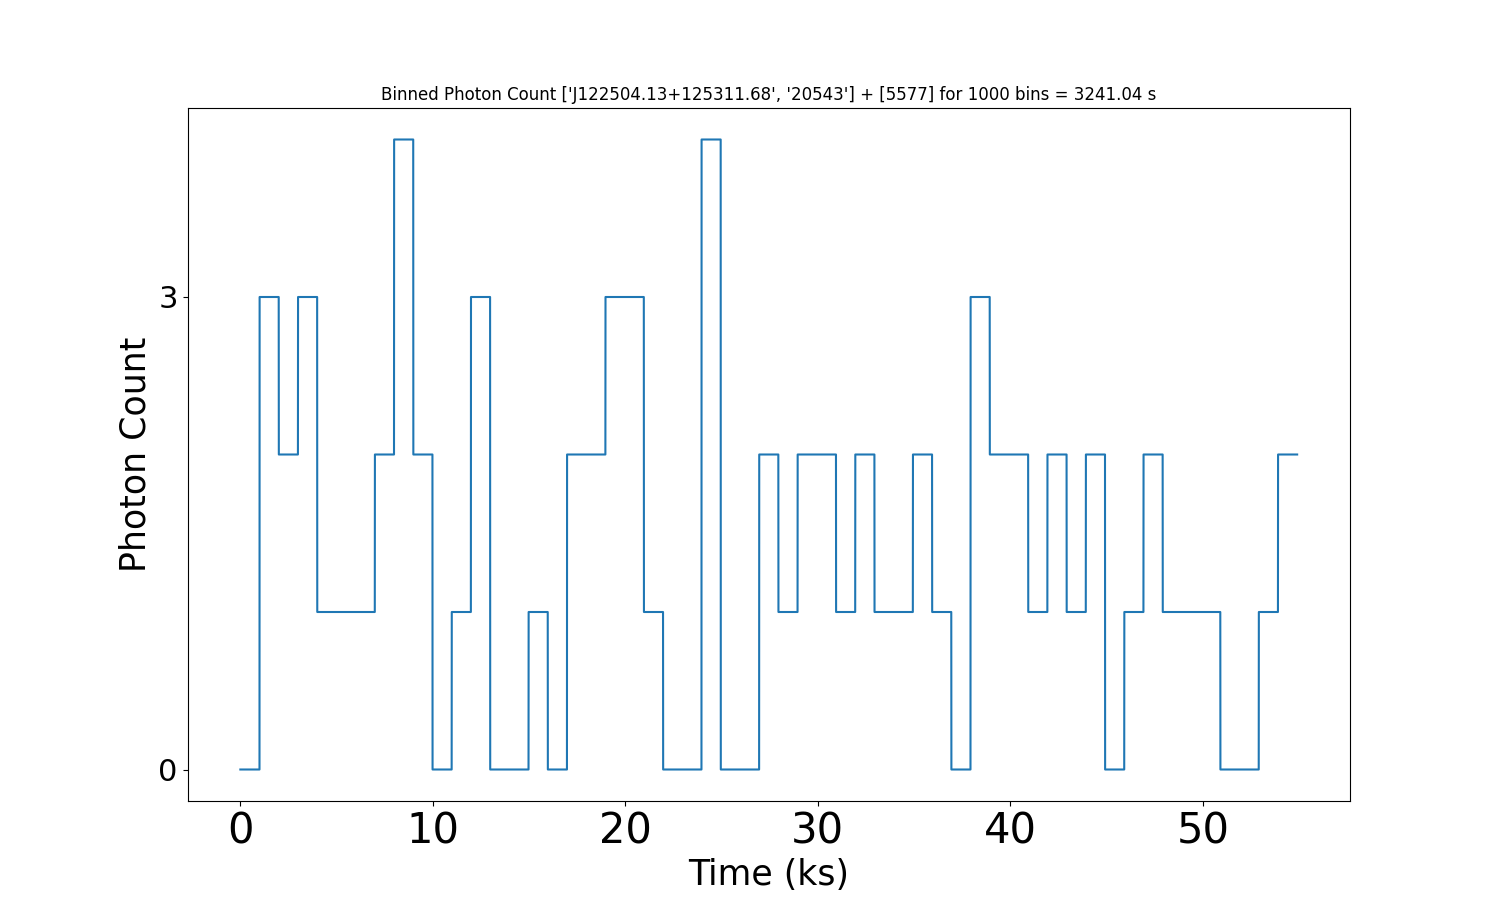 Binned Photon Count ['J122504.13+125311.68', '20543'] + [5577] for 1000 bins = 3241.04 s
Photon Count
3
0
0 10 20 30 40 50
Time (ks)